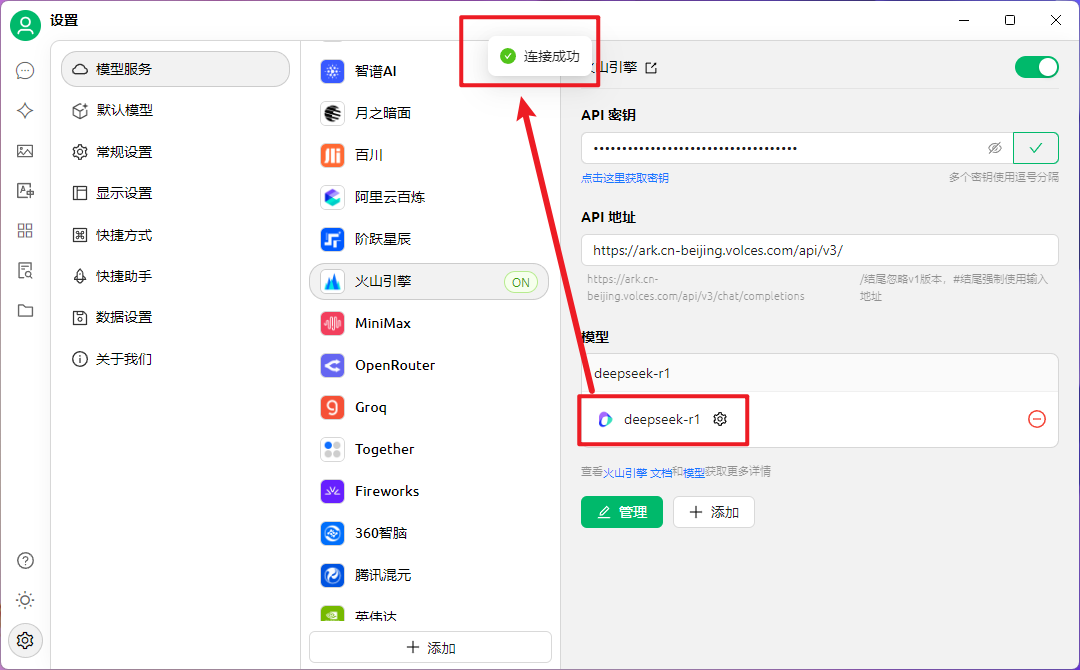 设置
模型服务
默认模型
常规设置
显示设置
快捷方式
快捷助手
数据设置
关于我们
智谱AI
月之暗面
百川
阿里云百炼
阶跃星辰
火山引擎 ON
MiniMax
OpenRouter
Groq
Together
Fireworks
360智脑
腾讯混元
英伟达
添加
连接成功
火山引擎
API 密钥
••••••••••••••••••••••••••••••••••••
点击这里获取密钥 多个密钥使用逗号分隔
API 地址
https://ark.cn-beijing.volces.com/api/v3/
https://ark.cn-
beijing.volces.com/api/v3/chat/completions
/结尾忽略v1版本，#结尾强制使用输入
地址
模型
deepseek-r1
deepseek-r1
查看火山引擎 文档和模型获取更多详情
管理 添加